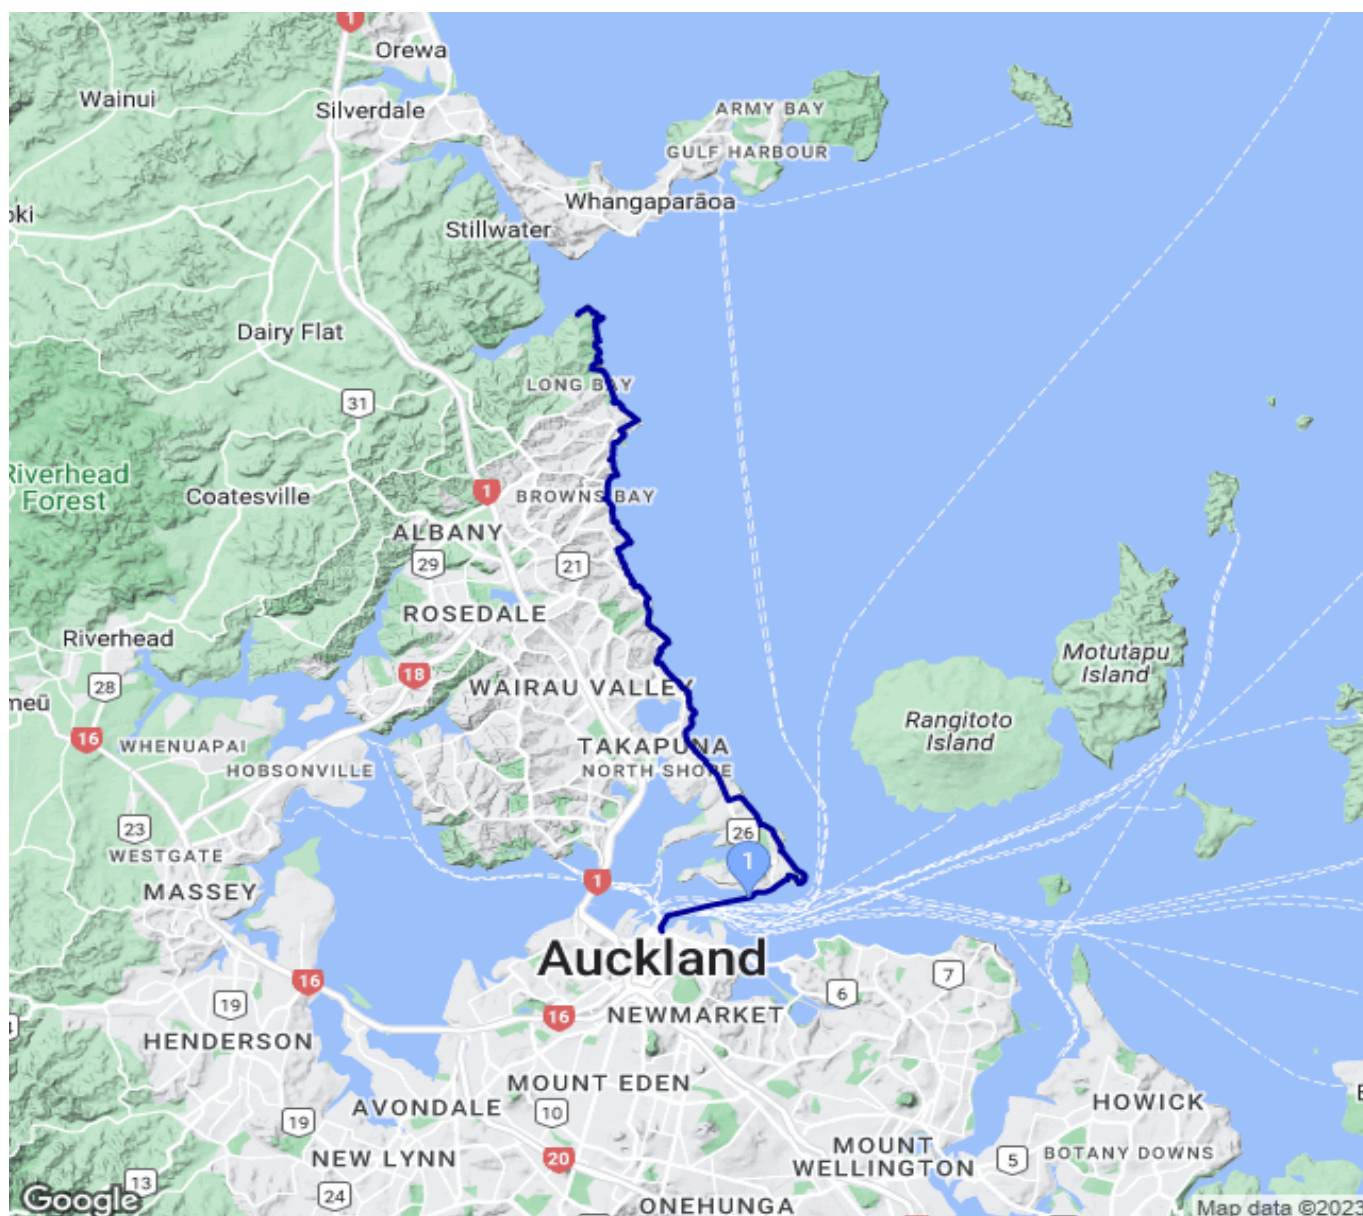 1
Orewa
Wainui
Silverdale
ARMY BAY
GULF HARBOUR
Whangaparāoa
oki
Stillwater
Dairy Flat
LONG BAY
31
Riverhead
Forest
Coatesville
1
BROWNS BAY
ALBANY
29
21
ROSEDALE
Riverhead
Motutapu
Island
18
28
WAIRAU VALLEY
meū
Rangitoto
Island
16
WHENUAPAI
TAKAPUNA
HOBSONVILLE
NORTH SHORE
23
26
WESTGATE
1
MASSEY
1
Auckland
16
7
6
19
16
NEWMARKET
HENDERSON
MOUNT EDEN
HOWICK
AVONDALE
10
19
MOUNT
WELLINGTON
BOTANY DOWNS
NEW LYNN
20
5
13
24
Google
ONEHUNGA
Map data ©2023